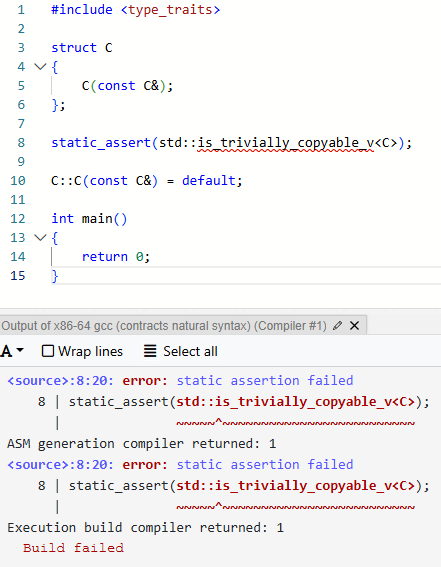 1 #include <type_traits>
2
3 struct C
4 {
5 C(const C&);
6 };
7
8 static_assert(std::is_trivially_copyable_v<C>);
9
10 C::C(const C&) = default;
11
12 int main()
13 {
14 return 0;
15 }
Output of x86-64 gcc (contracts natural syntax) (Compiler #1)
A Wrap lines Select all
<source>:8:20: error: static assertion failed
8 | static_assert(std::is_trivially_copyable_v<C>);
| ~~~~~^~~~~~~~~~~~~~~~~~~~~~~~~
ASM generation compiler returned: 1
<source>:8:20: error: static assertion failed
8 | static_assert(std::is_trivially_copyable_v<C>);
| ~~~~~^~~~~~~~~~~~~~~~~~~~~~~~~
Execution build compiler returned: 1
Build failed